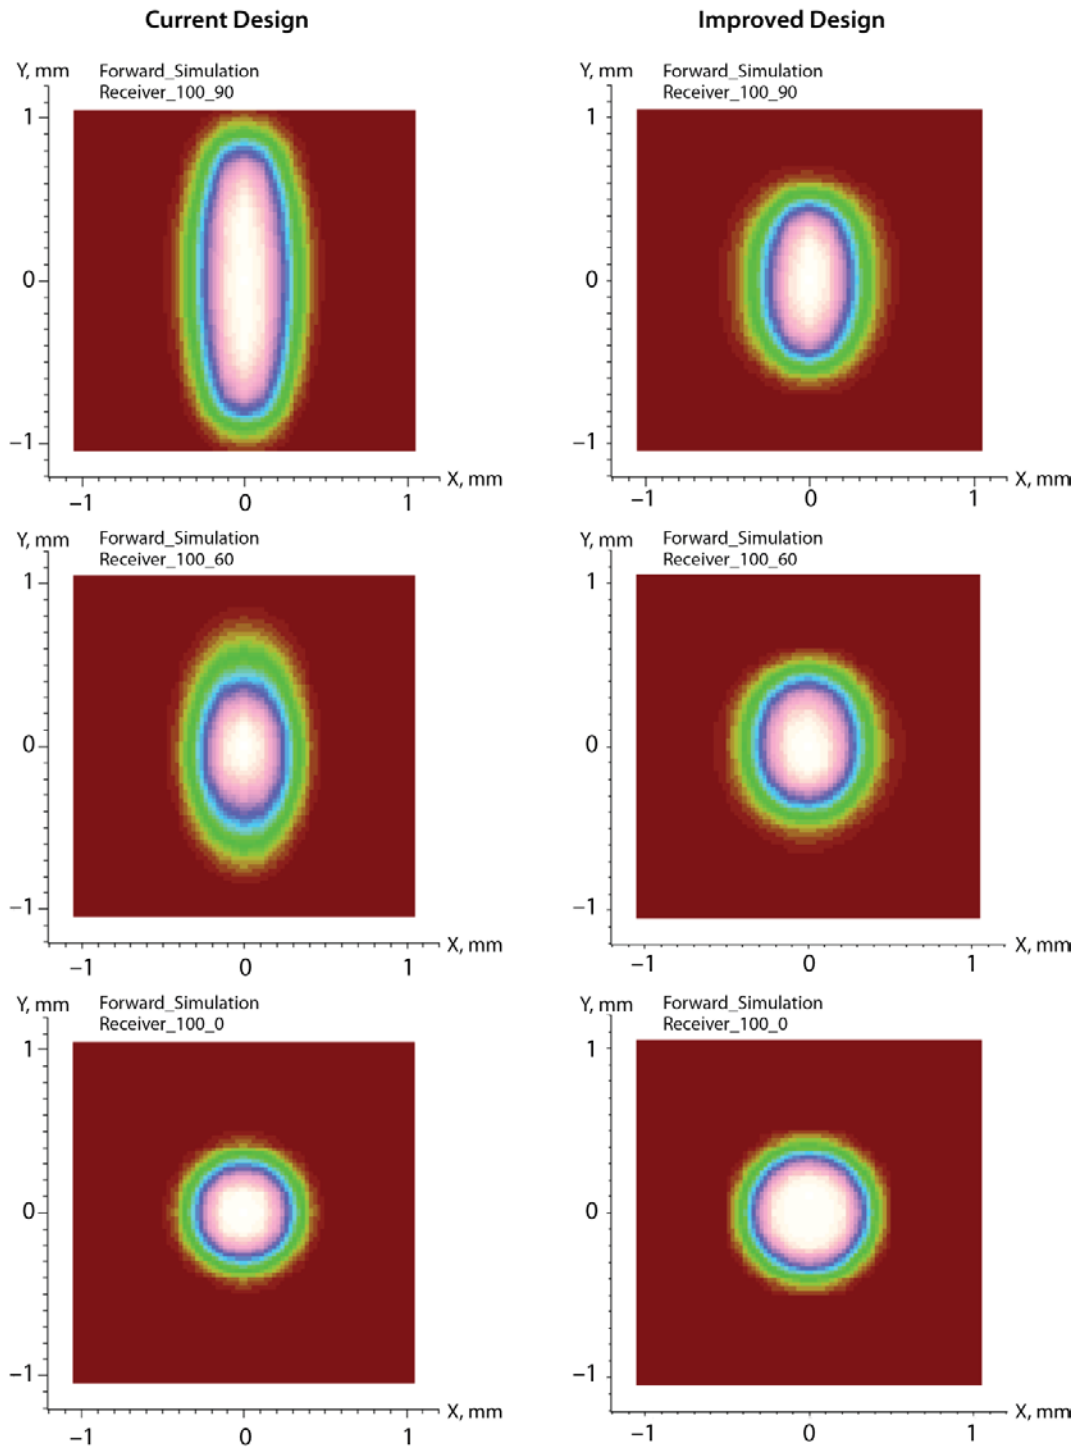 Current Design
Improved Design
Y, mm
Forward_Simulation
Receiver_100_90
1
0
–1
–1
0
1
X, mm
Y, mm
Forward_Simulation
Receiver_100_90
1
0
–1
–1
0
1
X, mm
Y, mm
Forward_Simulation
Receiver_100_60
1
0
–1
–1
0
1
X, mm
Y, mm
Forward_Simulation
Receiver_100_60
1
0
–1
–1
0
1
X, mm
Y, mm
Forward_Simulation
Receiver_100_0
1
0
–1
–1
0
1
X, mm
Y, mm
Forward_Simulation
Receiver_100_0
1
0
–1
–1
0
1
X, mm